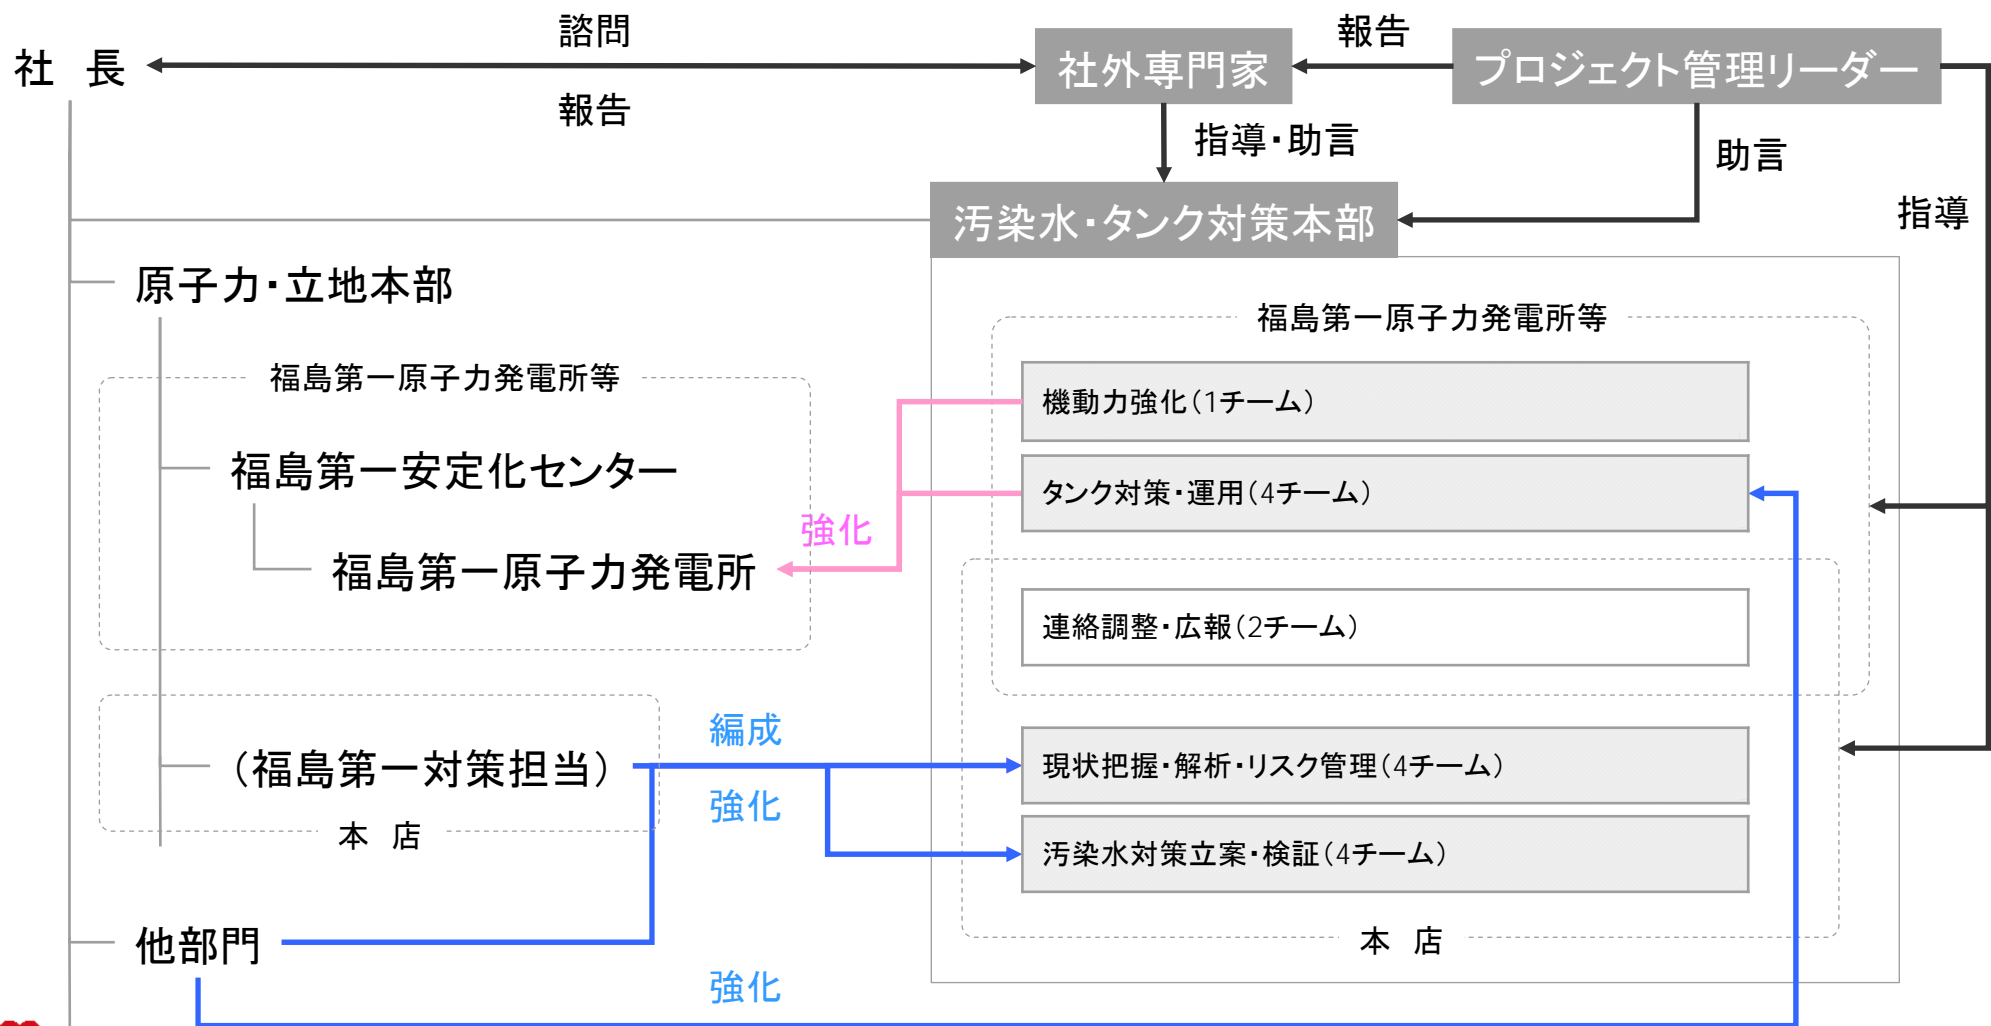 諮問
報告
社 長
社外専門家
プロジェクト管理リーダー
報告
指導・助言
助言
指導
汚染水・タンク対策本部
原子力・立地本部
福島第一原子力発電所等
福島第一原子力発電所等
機動力強化(1チーム)
福島第一安定化センター
タンク対策・運用(4チーム)
強化
福島第一原子力発電所
連絡調整・広報(2チーム)
編成
(福島第一対策担当)
現状把握・解析・リスク管理(4チーム)
強化
本 店
汚染水対策立案・検証(4チーム)
他部門
本 店
強化